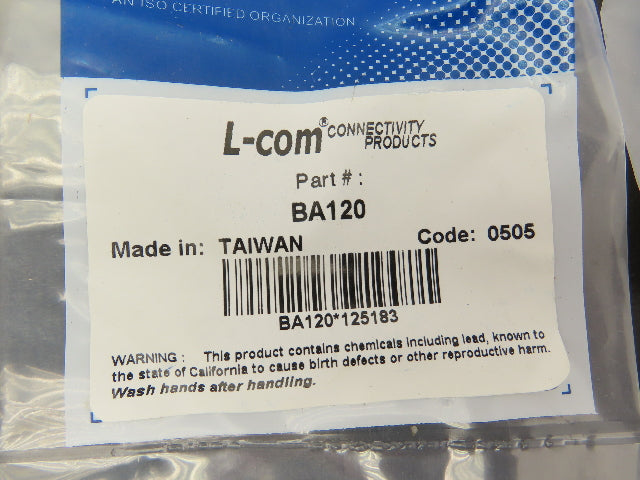 AN ISO CERTIFIED ORGANIZATION
L-com® CONNECTIVITY PRODUCTS
Part # :
BA120
Made in: TAIWAN Code: 0505
BA120*125183
WARNING : This product contains chemicals including lead, known to
the state of California to cause birth defects or other reproductive harm.
Wash hands after handling.